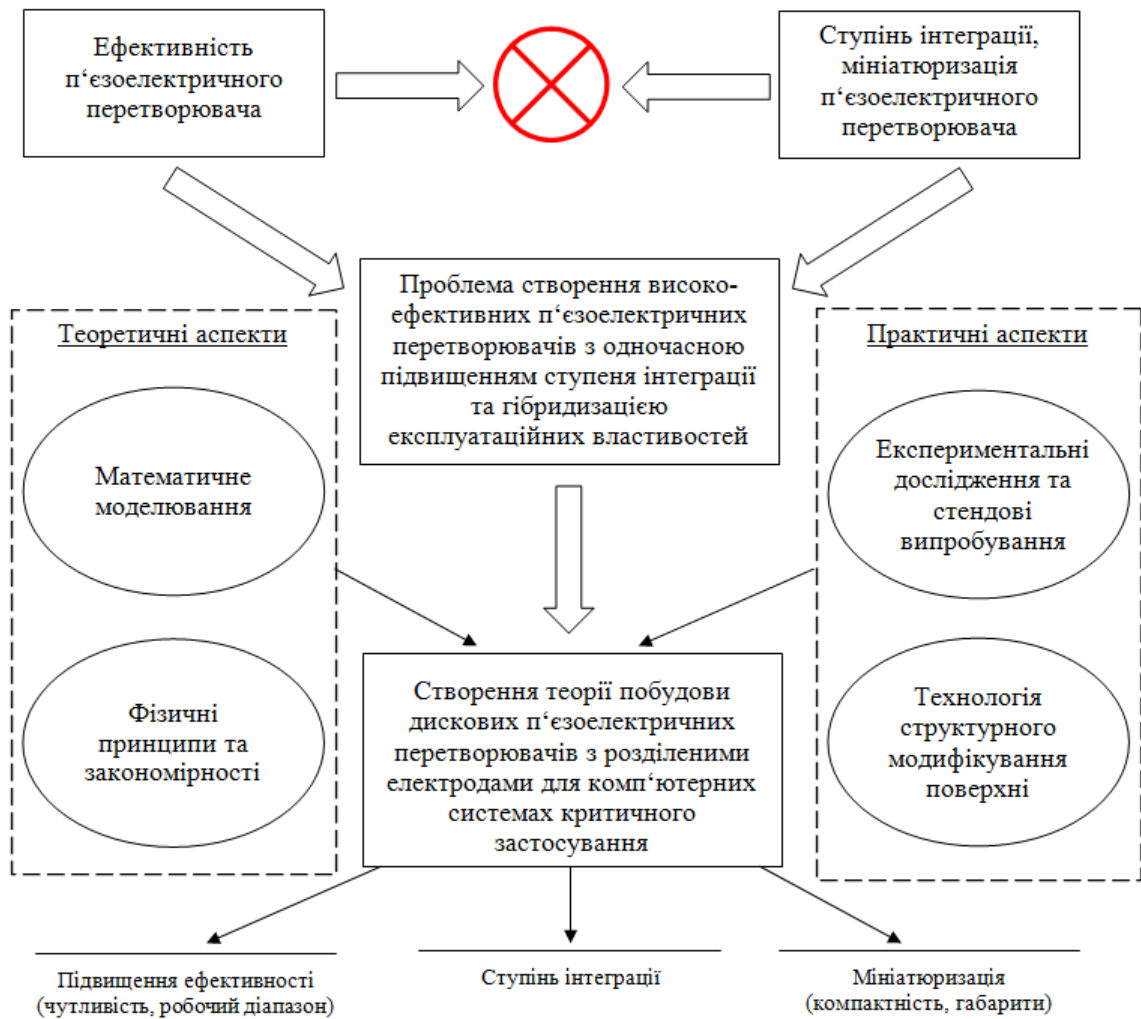 Ефективність
п‘єзоелектричного
перетворювача
Ступінь інтеграції,
мініатюризація
п‘єзоелектричного
перетворювача
Проблема створення високо-
ефективних п‘єзоелектричних
перетворювачів з одночасною
підвищенням ступеня інтеграції
та гібридизацією
експлуатаційних властивостей
Теоретичні аспекти
Математичне
моделювання
Фізичні
принципи та
закономірності
Практичні аспекти
Експериментальні
дослідження та
стендові
випробування
Технологія
структурного
модифікування
поверхні
Створення теорії побудови
дискових п‘єзоелектричних
перетворювачів з розділеними
електродами для комп‘ютерних
системах критичного
застосування
Підвищення ефективності
(чутливість, робочий діапазон)
Ступінь інтеграції
Мініатюризація
(компактність, габарити)